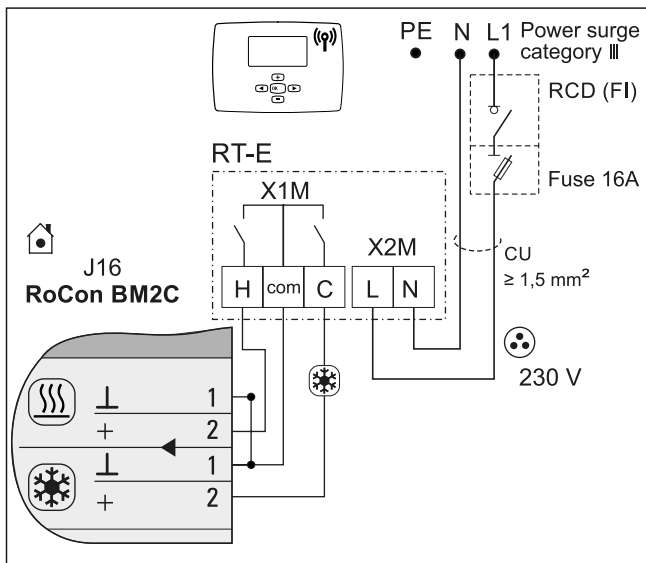 PE N L1 Power surge
category III
RCD (FI)
OK
RT-E
Fuse 16A
X1M
X2M
J16
RoCon BM2C
H com C L N
CU
≥ 1,5 mm²
230 V
⊥ 1
+ 2
⊥ 1
+ 2